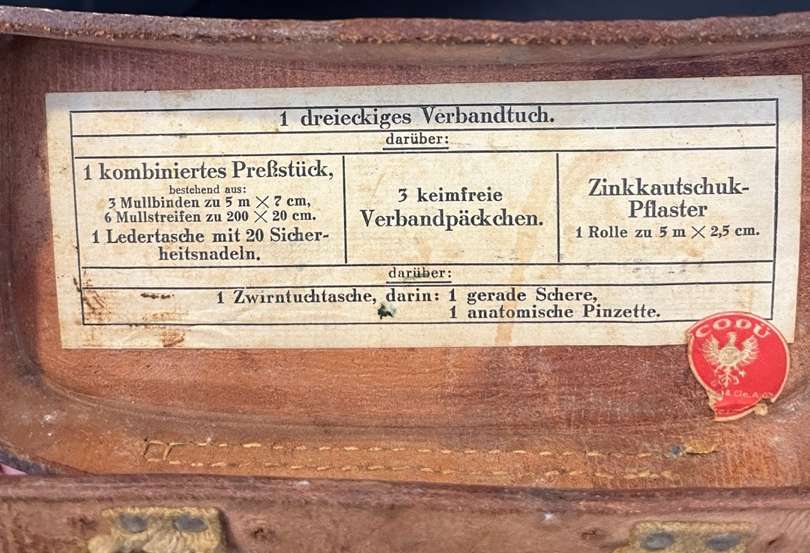 1 dreieckiges Verbandtuch.
darüber:
1 kombiniertes Preßstück,
bestehend aus:
3 Mullbinden zu 5 m × 7 cm,
6 Mullstreifen zu 200 × 20 cm.
1 Ledertasche mit 20 Sicher-
heitsnadeln.
3 keimfreie
Verbandpäckchen.
Zinkkautschuk-
Pflaster
1 Rolle zu 5 m × 2,5 cm.
darüber:
1 Zwirntuchtasche, darin: 1 gerade Schere,
1 anatomische Pinzette.
CODU
& Cie. A.G.